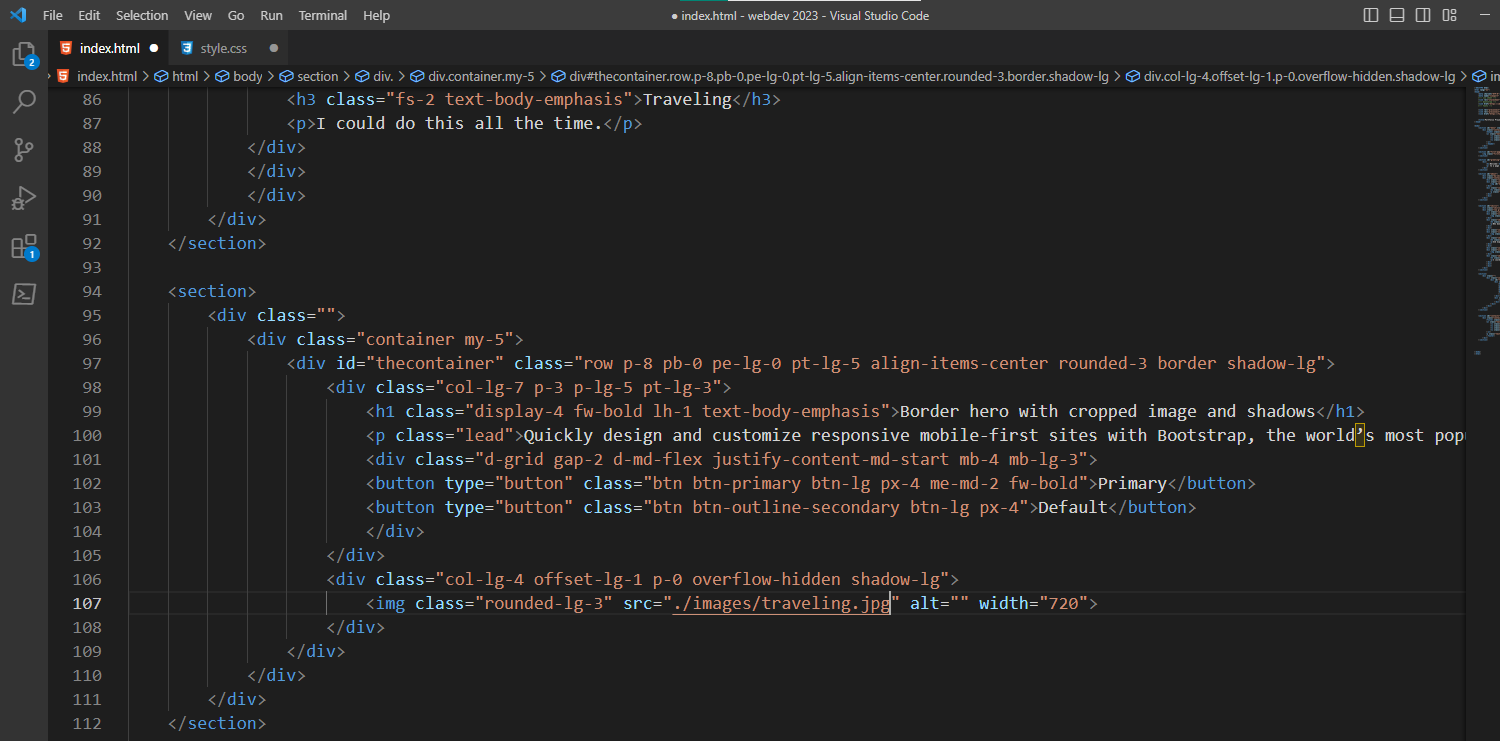 File Edit Selection View Go Run Terminal Help
● index.html - webdev 2023 - Visual Studio Code
index.html ● style.css ●
index.html > html > body > section > div. > div.container.my-5 > div#thecontainer.row.p-8.pb-0.pe-lg-0.pt-lg-5.align-items-center.rounded-3.border.shadow-lg > div.col-lg-4.offset-lg-1.p-0.overflow-hidden.shadow-lg >
2
1
86 <h3 class="fs-2 text-body-emphasis">Traveling</h3>
87 <p>I could do this all the time.</p>
88 </div>
89 </div>
90 </div>
91 </div>
92 </section>
93
94 <section>
95 <div class="">
96 <div class="container my-5">
97 <div id="thecontainer" class="row p-8 pb-0 pe-lg-0 pt-lg-5 align-items-center rounded-3 border shadow-lg">
98 <div class="col-lg-7 p-3 p-lg-5 pt-lg-3">
99 <h1 class="display-4 fw-bold lh-1 text-body-emphasis">Border hero with cropped image and shadows</h1>
100 <p class="lead">Quickly design and customize responsive mobile-first sites with Bootstrap, the world’s most
101 <div class="d-grid gap-2 d-md-flex justify-content-md-start mb-4 mb-lg-3">
102 <button type="button" class="btn btn-primary btn-lg px-4 me-md-2 fw-bold">Primary</button>
103 <button type="button" class="btn btn-outline-secondary btn-lg px-4">Default</button>
104 </div>
105 </div>
106 <div class="col-lg-4 offset-lg-1 p-0 overflow-hidden shadow-lg">
107 <img class="rounded-lg-3" src="./images/traveling.jpg" alt="" width="720">
108 </div>
109 </div>
110 </div>
111 </div>
112 </section>